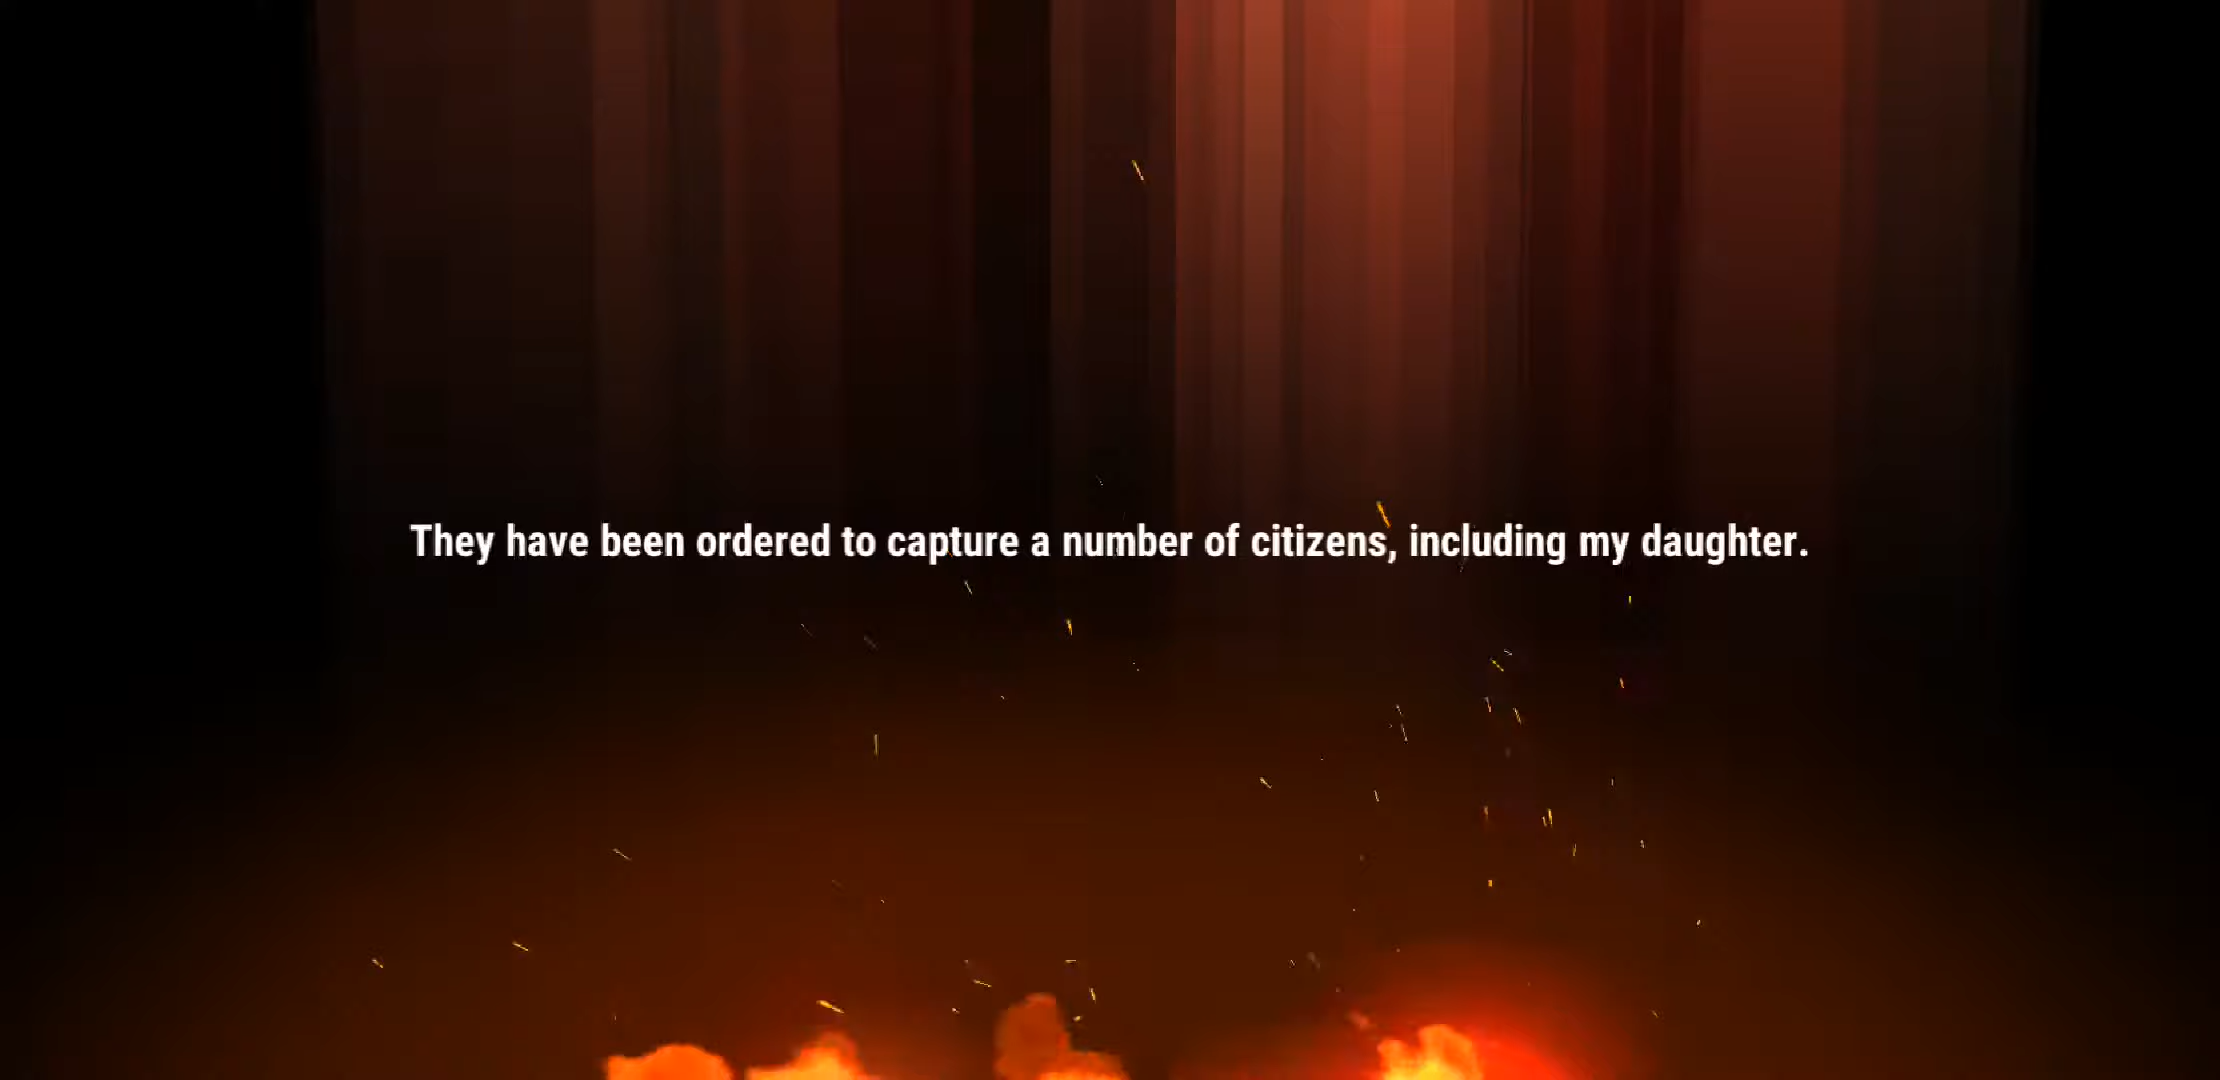 They have been ordered to capture a number of citizens, including my daughter.